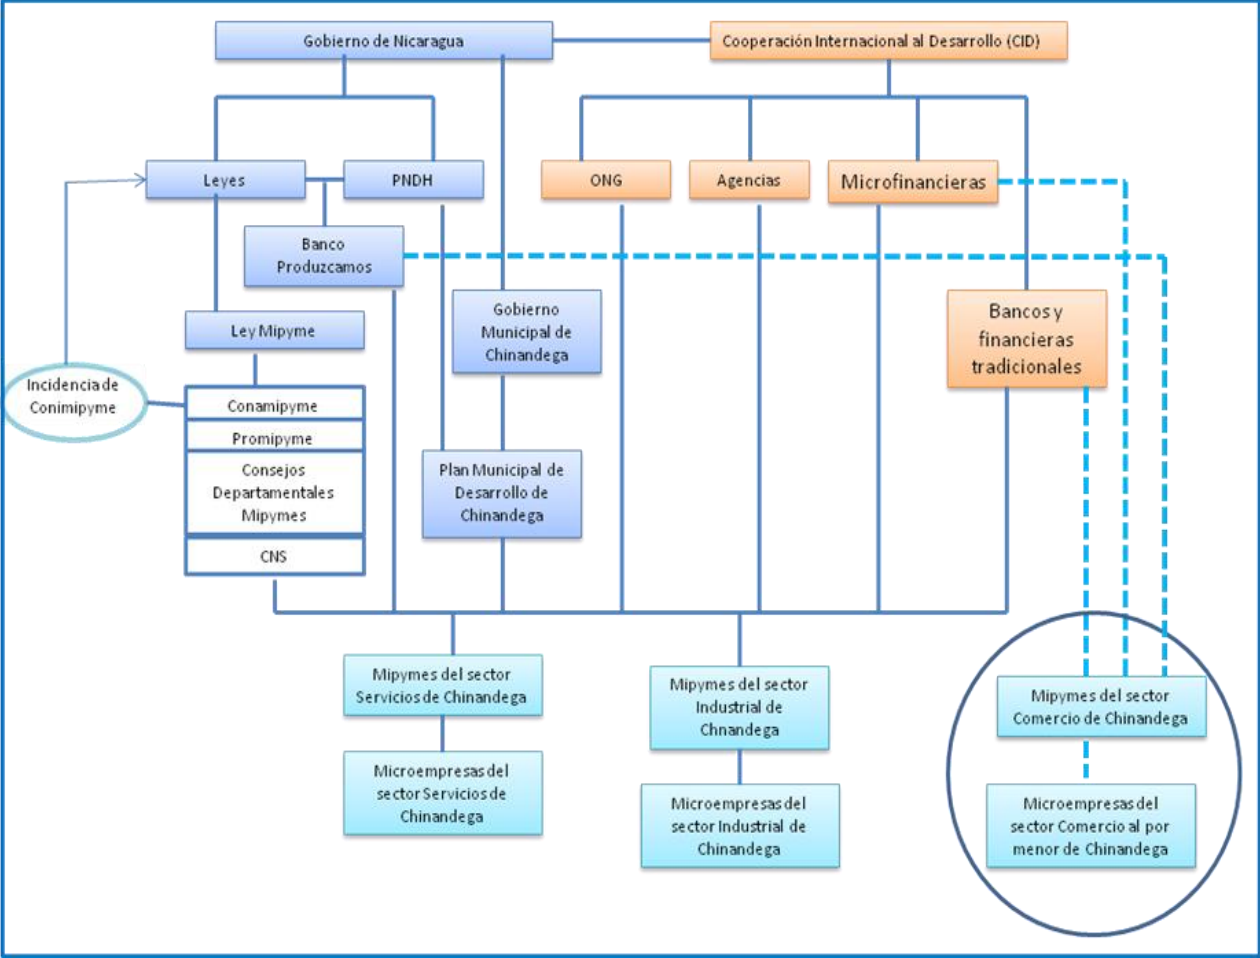 Gobierno de Nicaragua
Cooperación Internacional al Desarrollo (CID)
Leyes
PNDH
ONG
Agencias
Microfinancieras
Banco
Produzcamos
Gobierno
Municipal de
Chinandega
Bancos y
financieras
tradicionales
Ley Mipyme
Incidencia de
Conimipyme
Conamipyme
Promipyme
Consejos
Departamentales
Mipymes
CNS
Plan Municipal de
Desarrollo de
Chinandega
Mipymes del sector
Servicios de Chinandega
Mipymes del sector
Industrial de
Chnandega
Mipymes del sector
Comercio de Chinandega
Microempresas del
sector Servicios de
Chinandega
Microempresas del
sector Industrial de
Chinandega
Microempresas del
sector Comercio al por
menor de Chinandega